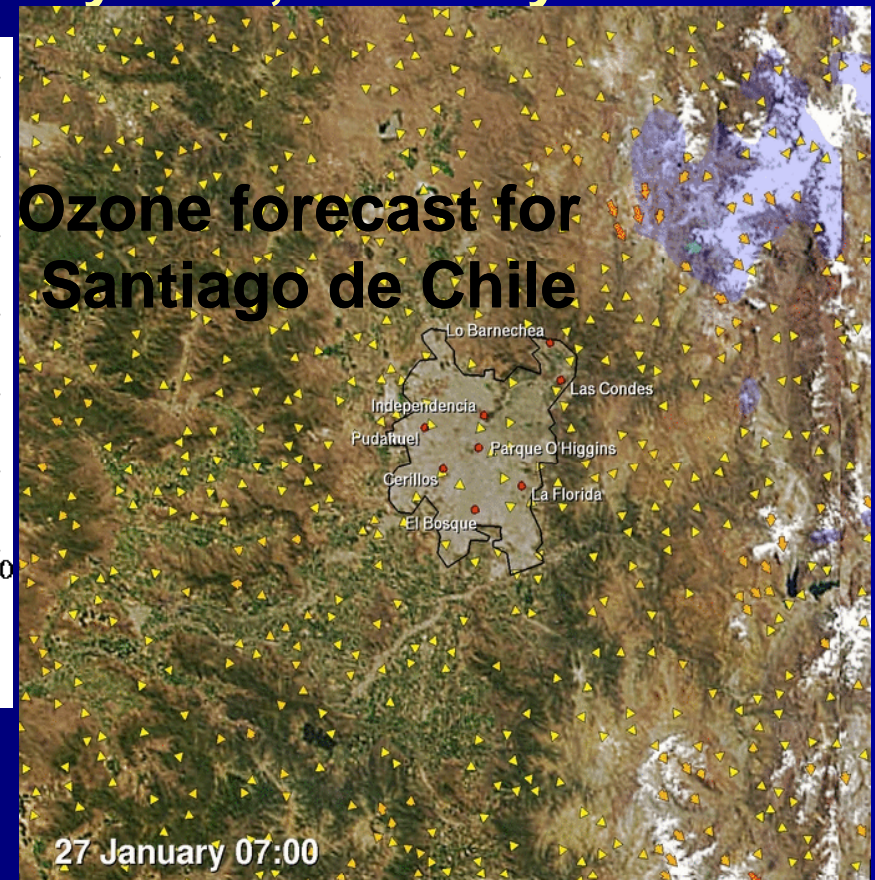 Ozone forecast for
Santiago de Chile
Lo Barnechea
Las Condes
Independencia
Pudahuel
Parque O'Higgins
Cerillos
La Florida
El Bosque
0
27 January 07:00